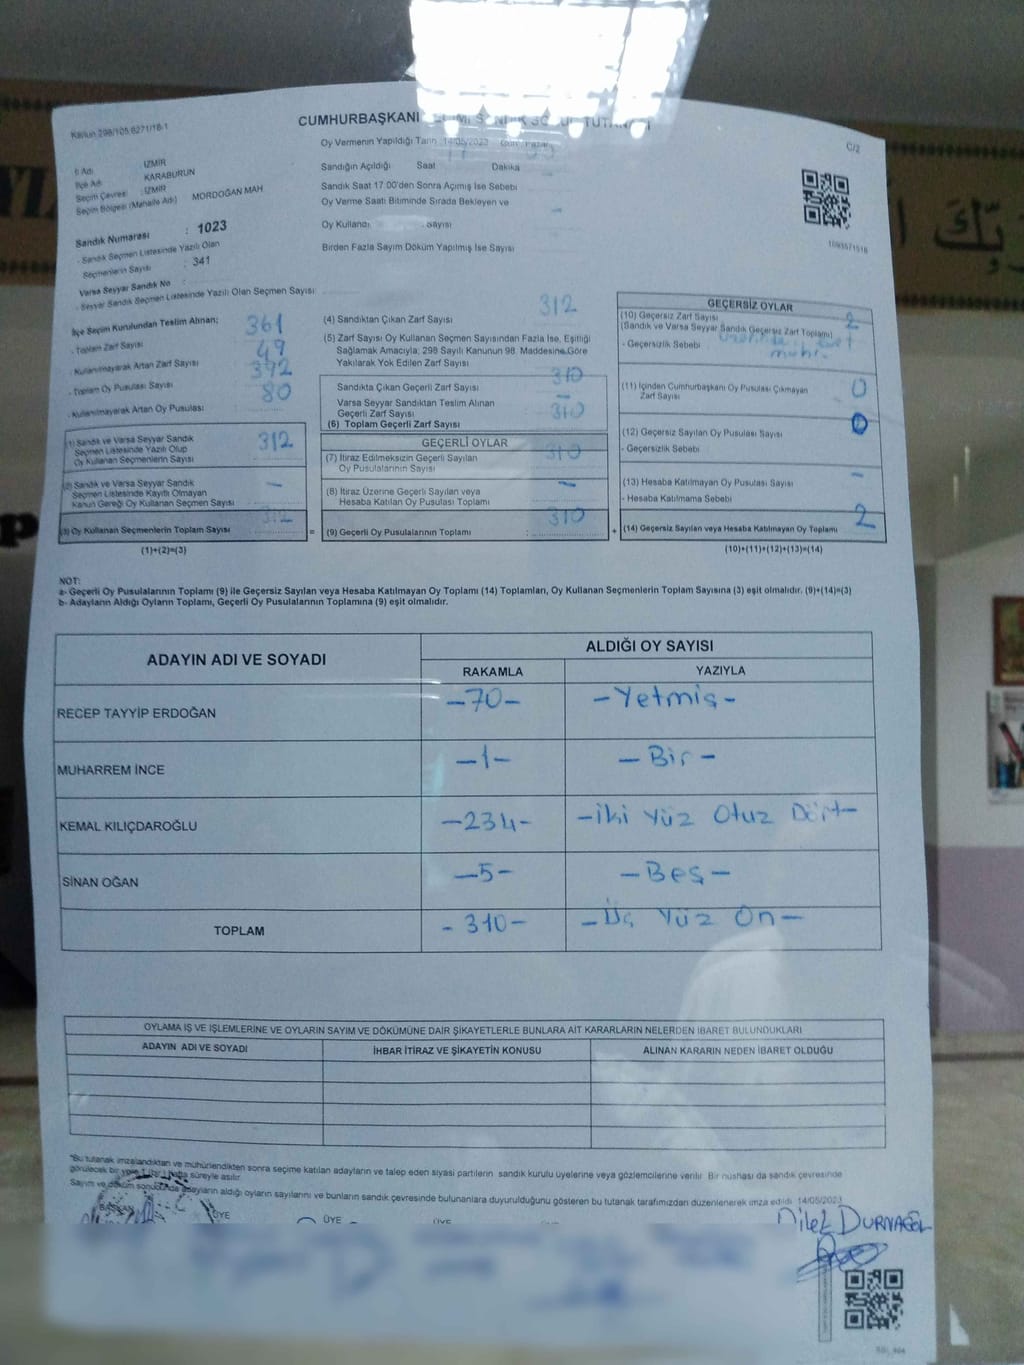 Kanun 298/105,6271/18-1
CUMHURBAŞKANI SEÇİMİ SANDIK SONUÇ TUTANAĞI
C/2
Oy Vermenin Yapıldığı Tarih : 14/05/2023 Günü: Pazar
İl Adı : İZMİR
İlçe Adı : KARABURUN
Seçim Çevresi : İZMİR
Seçim Bölgesi (Mahalle Adı) MORDOĞAN MAH
Sandığın Açıldığı Saat Dakika
Sandık Saat 17.00'den Sonra Açılmış İse Sebebi
Oy Verme Saati Bitiminde Sırada Bekleyen ve
Oy Kullanan Sayısı
Birden Fazla Sayım Döküm Yapılmış İse Sayısı
Sandık Numarası : 1023
- Sandık Seçmen Listesinde Yazılı Olan
Seçmenlerin Sayısı : 341
Varsa Seyyar Sandık No :
- Seyyar Sandık Seçmen Listesinde Yazılı Olan Seçmen Sayısı:
İlçe Seçim Kurulundan Teslim Alınan;
- Toplam Zarf Sayısı 361
- Kullanılmayarak Artan Zarf Sayısı 49
- Toplam Oy Pusulası Sayısı 392
- Kullanılmayarak Artan Oy Pusulası 80
(1) Sandık ve Varsa Seyyar Sandık
Seçmen Listesinde Yazılı Olup
Oy Kullanan Seçmenlerin Sayısı 312
(2) Sandık ve Varsa Seyyar Sandık
Seçmen Listesinde Kayıtlı Olmayan
Kanun Gereği Oy Kullanan Seçmen Sayısı -
(3) Oy Kullanan Seçmenlerin Toplam Sayısı 312 =
(1)+(2)=(3)
(4) Sandıktan Çıkan Zarf Sayısı 312
(5) Zarf Sayısı Oy Kullanan Seçmen Sayısından Fazla İse, Eşitliği
Sağlamak Amacıyla; 298 Sayılı Kanunun 98. Maddesine Göre
Yakılarak Yok Edilen Zarf Sayısı
Sandıkta Çıkan Geçerli Zarf Sayısı 310
Varsa Seyyar Sandıktan Teslim Alınan
Geçerli Zarf Sayısı -
(6) Toplam Geçerli Zarf Sayısı 310
GEÇERLİ OYLAR
(7) İtiraz Edilmeksizin Geçerli Sayılan
Oy Pusulalarının Sayısı 310
(8) İtiraz Üzerine Geçerli Sayılan veya
Hesaba Katılan Oy Pusulası Toplamı -
(9) Geçerli Oy Pusulalarının Toplamı 310 +
GEÇERSİZ OYLAR
(10) Geçersiz Zarf Sayısı 2
(Sandık ve Varsa Seyyar Sandık Geçersiz Zarf Toplamı)
- Geçersizlik Sebebi
(11) İçinden Cumhurbaşkanı Oy Pusulası Çıkmayan
Zarf Sayısı 0
(12) Geçersiz Sayılan Oy Pusulası Sayısı 0
- Geçersizlik Sebebi
(13) Hesaba Katılmayan Oy Pusulası Sayısı -
- Hesaba Katılmama Sebebi
(14) Geçersiz Sayılan veya Hesaba Katılmayan Oy Toplamı 2
(10)+(11)+(12)+(13)=(14)
NOT:
a- Geçerli Oy Pusulalarının Toplamı (9) ile Geçersiz Sayılan veya Hesaba Katılmayan Oy Toplamı (14) Toplamları, Oy Kullanan Seçmenlerin Toplam Sayısına (3) eşit olmalıdır. (9)+(14)=(3)
b- Adayların Aldığı Oyların Toplamı, Geçerli Oy Pusulalarının Toplamına (9) eşit olmalıdır.
ADAYIN ADI VE SOYADI ALDIĞI OY SAYISI
RAKAMLA YAZIYLA
RECEP TAYYİP ERDOĞAN -70- -Yetmiş-
MUHARREM İNCE -1- -Bir-
KEMAL KILIÇDAROĞLU -234- -iki Yüz Otuz Dört-
SİNAN OĞAN -5- -Beş-
TOPLAM -310- -Üç Yüz On-
OYLAMA İŞ VE İŞLEMLERİNE VE OYLARIN SAYIM VE DÖKÜMÜNE DAİR ŞİKAYETLERLE BUNLARA AİT KARARLARIN NELERDEN İBARET BULUNDUKLARI
ADAYIN ADI VE SOYADI İHBAR İTİRAZ VE ŞİKAYETİN KONUSU ALINAN KARARIN NEDEN İBARET OLDUĞU
*Bu tutanak imzalandıktan ve mühürlendikten sonra seçime katılan adayların ve talep eden siyasi partilerin sandık kurulu üyelerine veya gözlemcilerine verilir. Bir nüshası da sandık çevresinde
görülecek bir yere 1 (bir) hafta süreyle asılır.
Sayım ve döküm sonucunda adayların aldığı oyların sayılarını ve bunların sandık çevresinde bulunanlara duyurulduğunu gösteren bu tutanak tarafımızdan düzenlenerek imza edildi. 14/05/2023
BAŞKAN ÜYE ÜYE ÜYE
Dilek DURNAGÖL